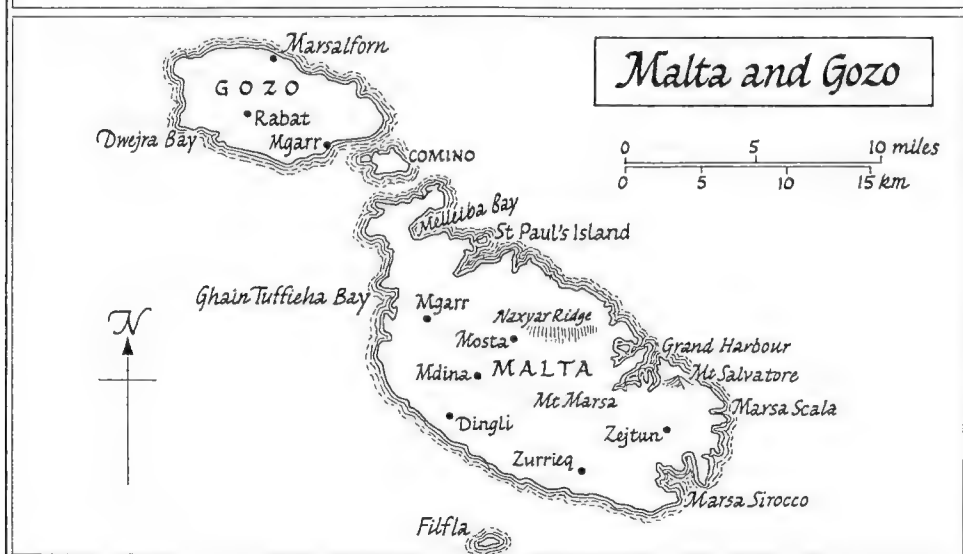 Marsalforn
Malta and Gozo
GOZO
Rabat
Dwejra Bay
Mgarr
COMINO
0 5 10 miles
0 5 10 15 km
Melleiha Bay
St Paul's Island
Ghain Tuffieha Bay
Mgarr
Naxyar Ridge
N
Mosta
Grand Harbour
MALTA
Mdina
Mt Salvatore
Mt Marsa
Marsa Scala
Dingli
Zejtun
Zurrieq
Marsa Sirocco
Filfla